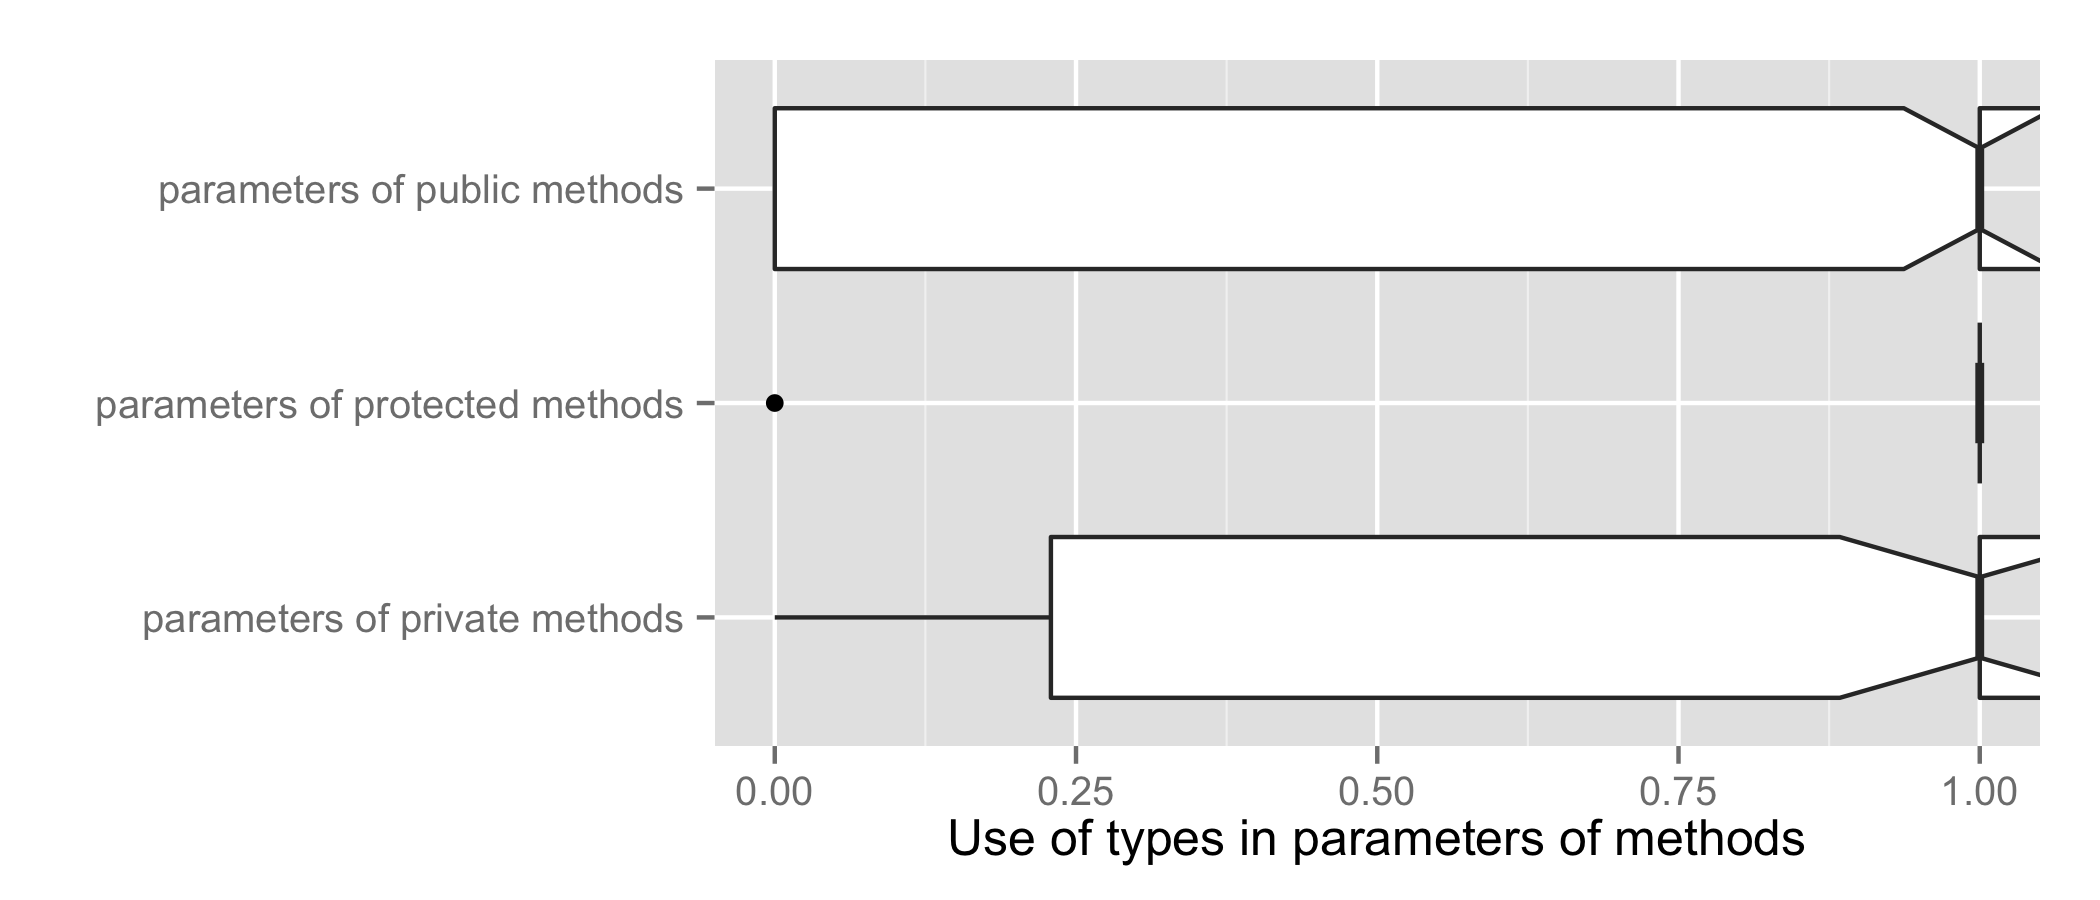 parameters of public methods
parameters of protected methods
parameters of private methods
0.00 0.25 0.50 0.75 1.00
Use of types in parameters of methods